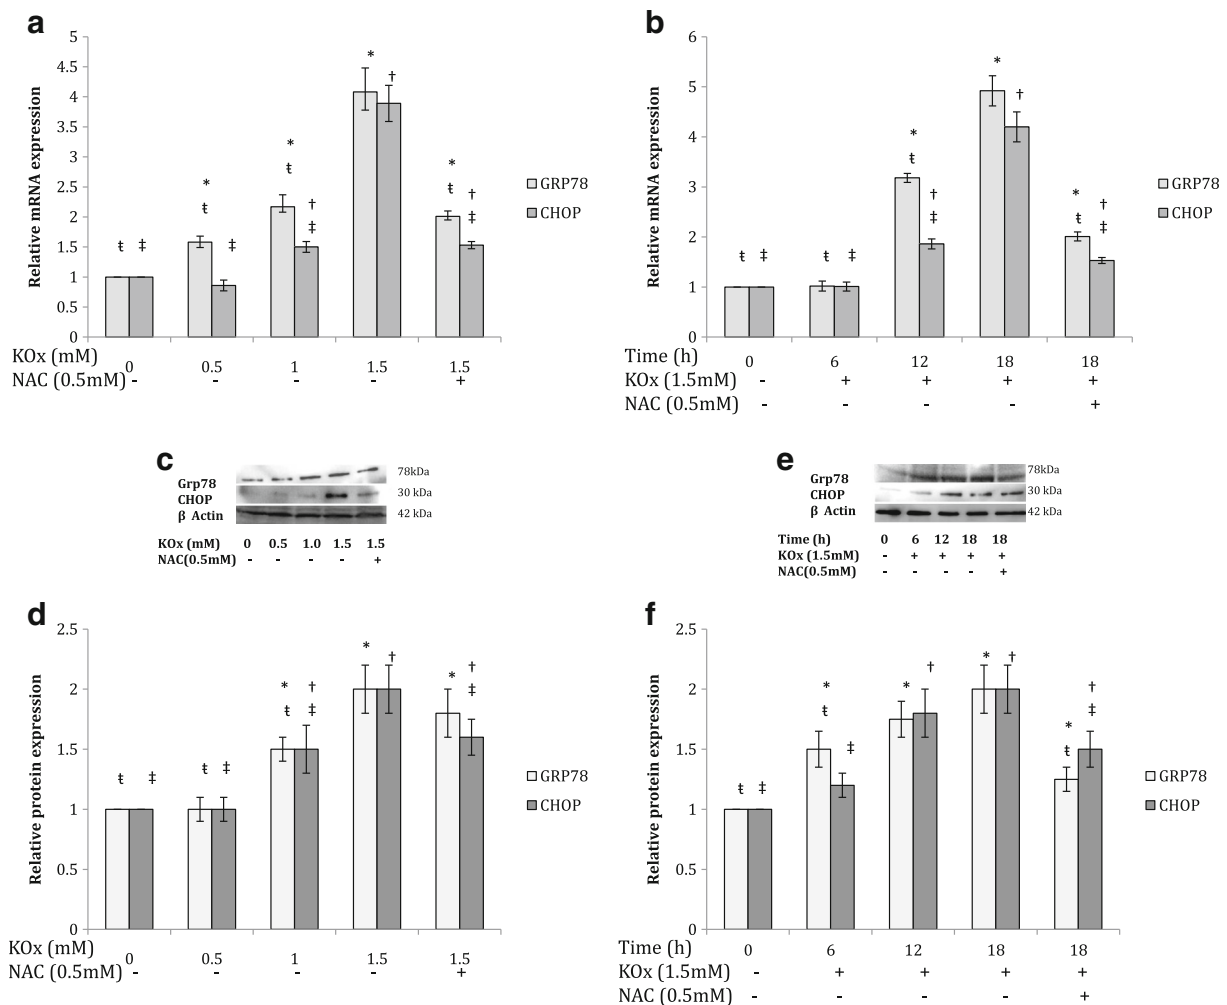 a
5
4.5
4
3.5
3
2.5
2
1.5
1
0.5
0
Relative mRNA expression
ŧ ‡
* ŧ ‡
* ŧ † ‡
* †
* ŧ † ‡
GRP78
CHOP
KOx (mM) 0 0.5 1 1.5 1.5
NAC (0.5mM) - - - - +
b
6
5
4
3
2
1
0
Relative mRNA expression
ŧ ‡
ŧ ‡
* ŧ † ‡
* †
* ŧ † ‡
GRP78
CHOP
Time (h) 0 6 12 18 18
KOx (1.5mM) - + + + +
NAC (0.5mM) - - - - +
c
Grp78 78kDa
CHOP 30 kDa
β Actin 42 kDa
KOx (mM) 0 0.5 1.0 1.5 1.5
NAC(0.5mM) - - - - +
e
Grp78 78kDa
CHOP 30 kDa
β Actin 42 kDa
Time (h) 0 6 12 18 18
KOx (1.5mM) - + + + +
NAC(0.5mM) - - - - +
d
2.5
2
1.5
1
0.5
0
Relative protein expression
ŧ ‡
ŧ ‡
* ŧ † ‡
* †
* † ‡
GRP78
CHOP
KOx (mM) 0 0.5 1 1.5 1.5
NAC (0.5mM) - - - - +
f
2.5
2
1.5
1
0.5
0
Relative protein expression
ŧ ‡
* ŧ ‡
* †
* †
* ŧ † ‡
GRP78
CHOP
Time (h) 0 6 12 18 18
KOx (1.5mM) - + + + +
NAC (0.5mM) - - - - +